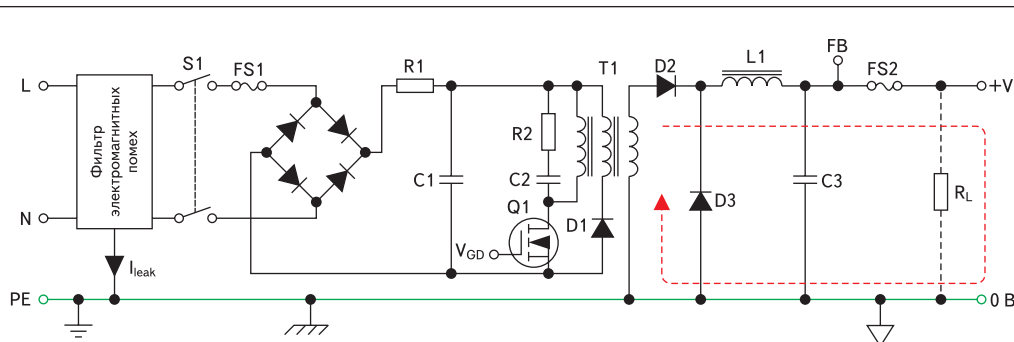 FB
S1
FS1
R1
T1
D2
L1
FS2
L
+V
Фильтр
электромагнитных
помех
R2
C1
C2
C3
D3
RL
N
Q1
D1
VGD
Ileak
PE
0 В